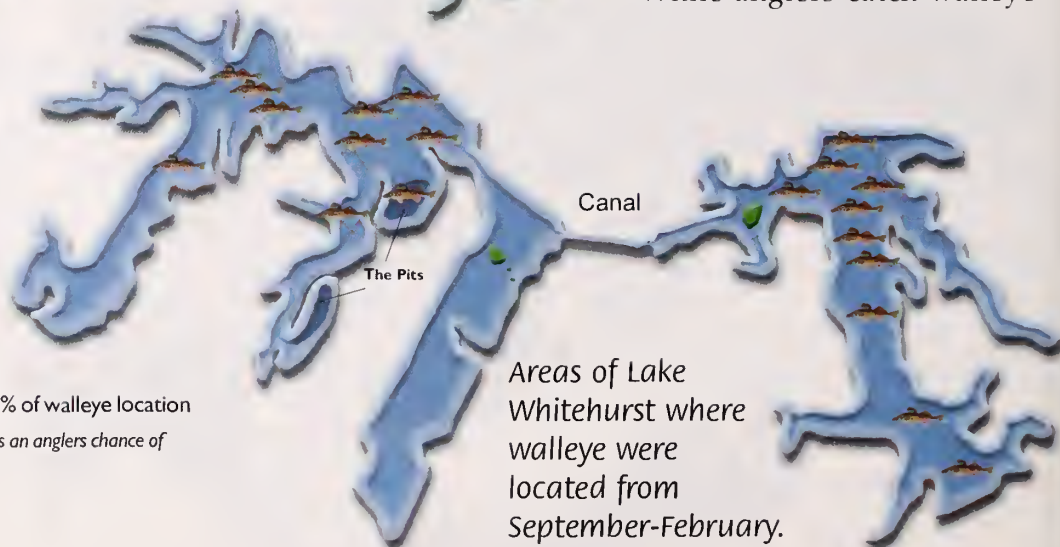 Canal
The Pits
% of walleye location
s an anglers chance of
Areas of Lake
Whitehurst where
walleye were
located from
September-February.